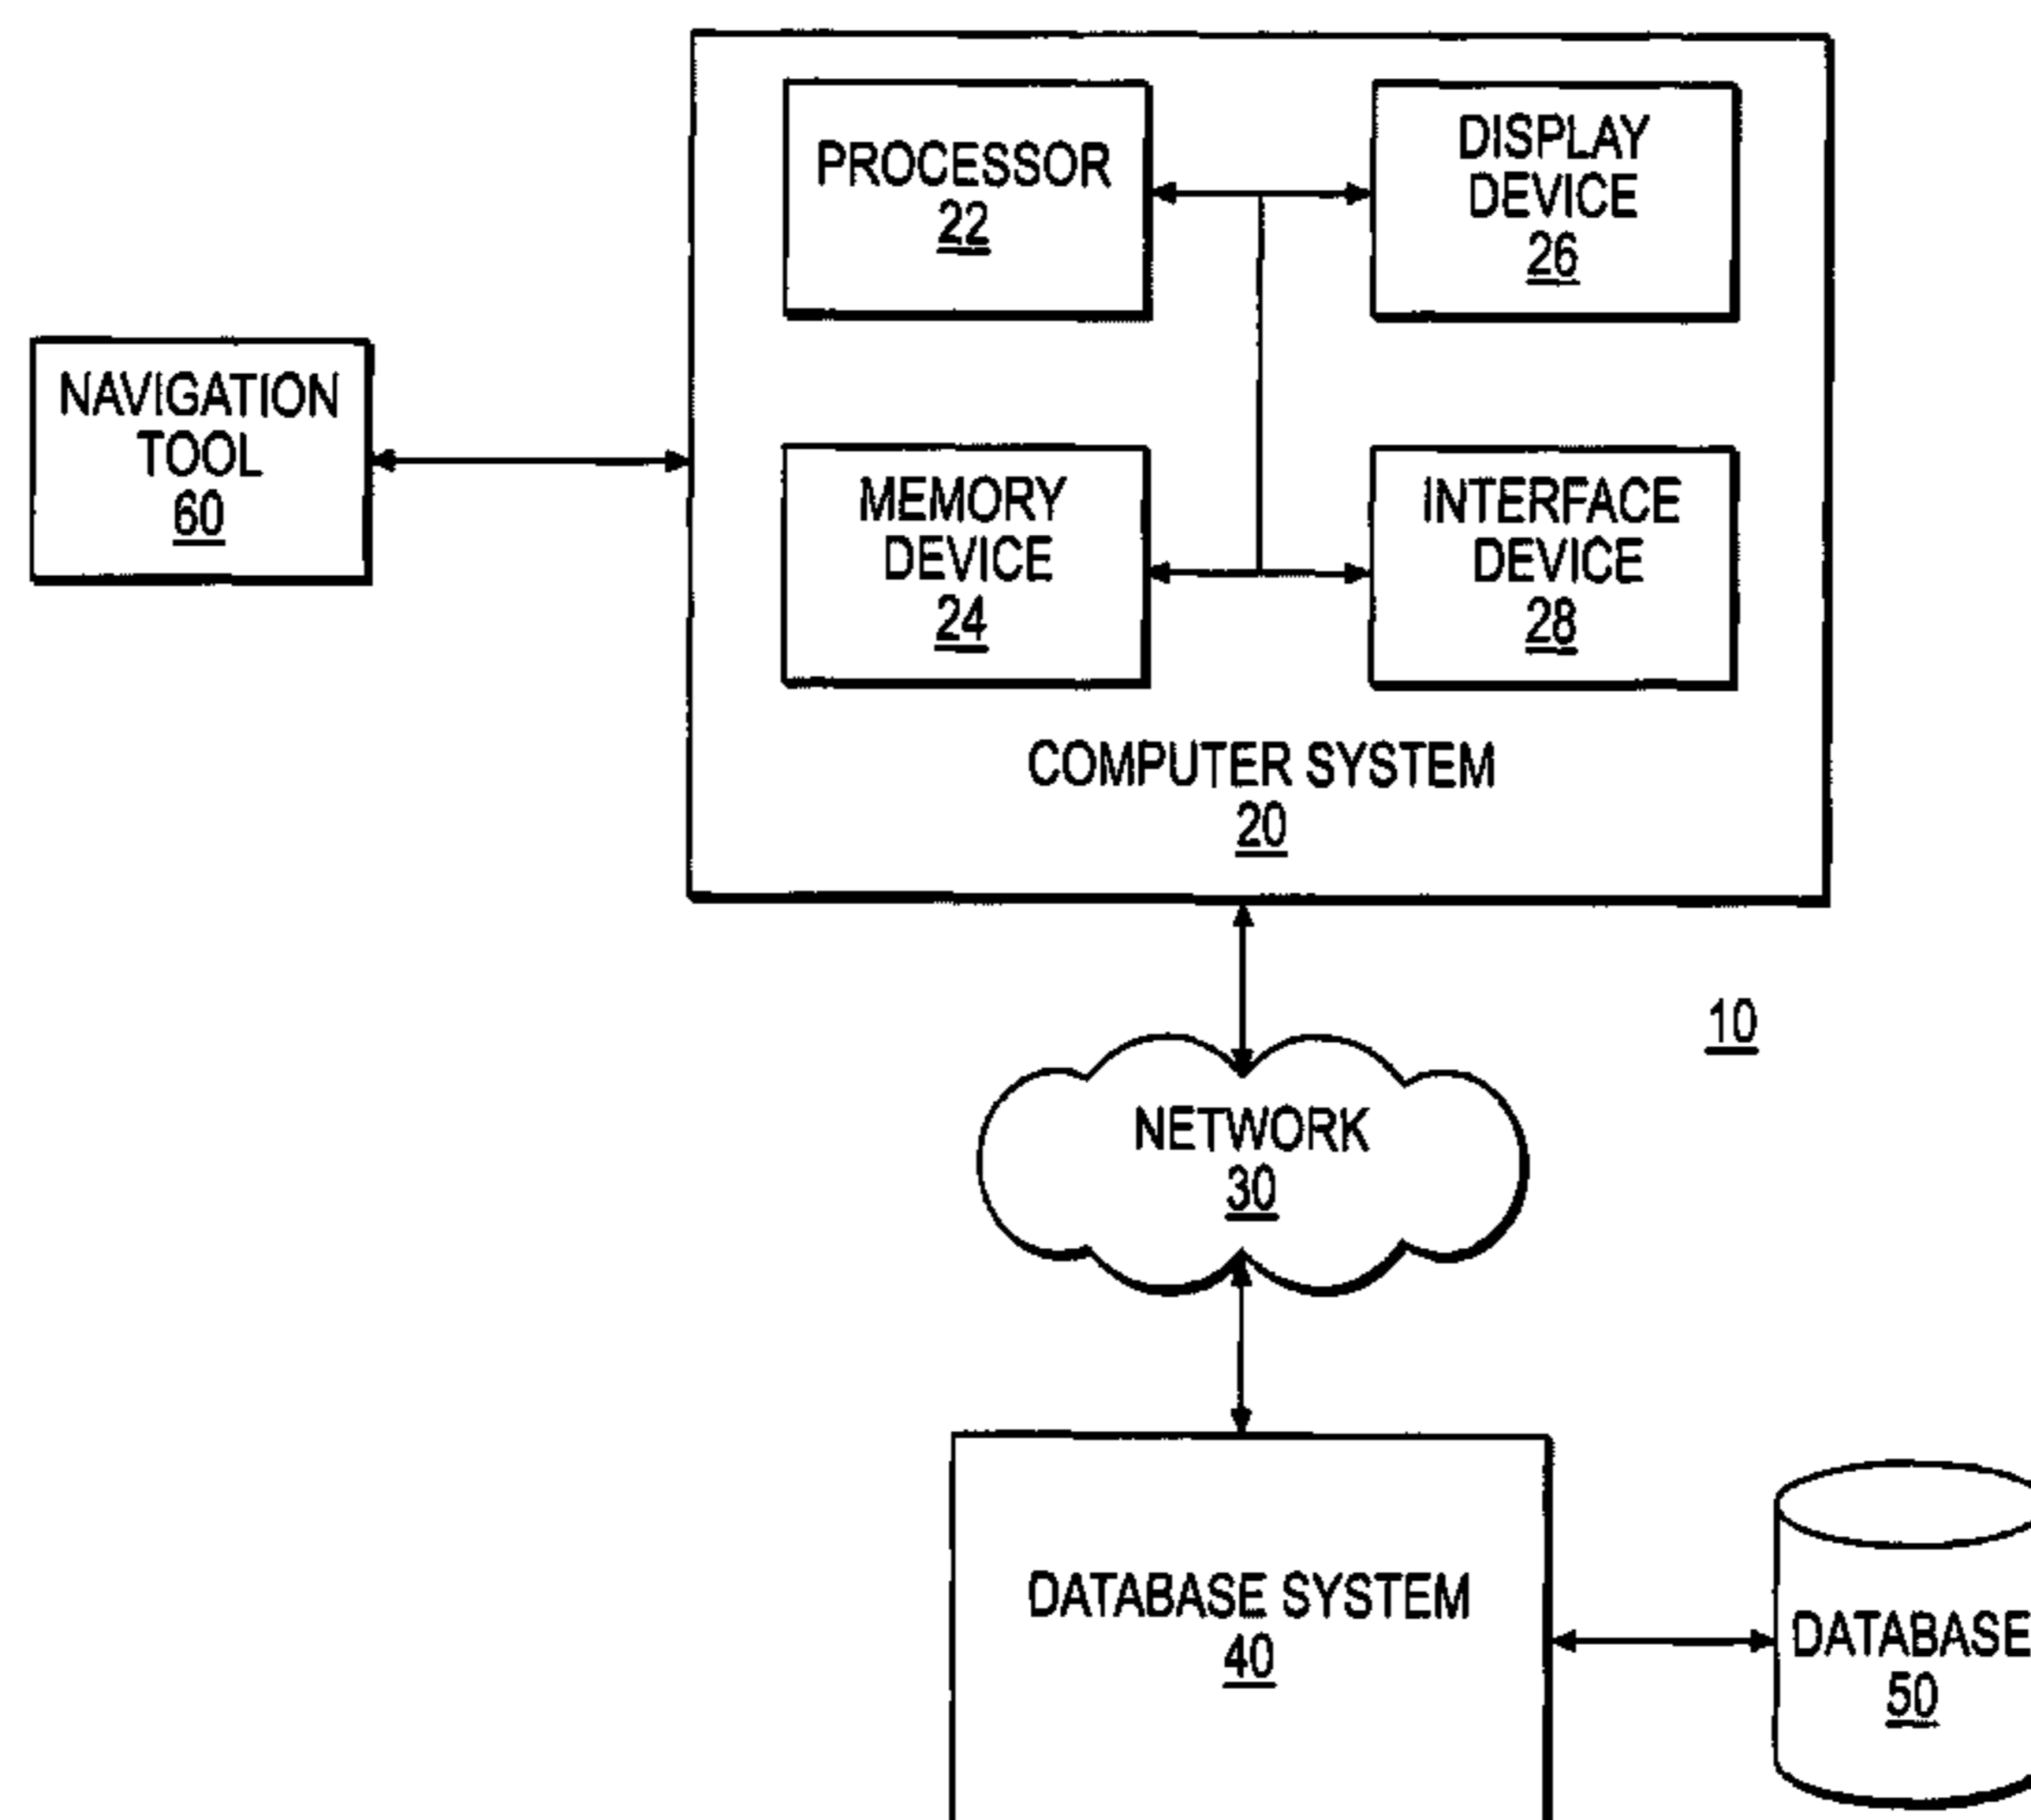 PROCESSOR
22
DISPLAY
DEVICE
26
NAVIGATION
TOOL
60
MEMORY
DEVICE
24
INTERFACE
DEVICE
28
COMPUTER SYSTEM
20
10
NETWORK
30
DATABASE SYSTEM
40
DATABASE
50